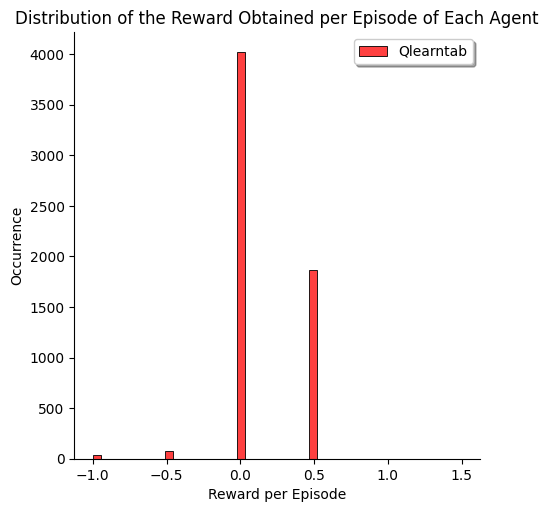 Distribution of the Reward Obtained per Episode of Each Agent
Qlearntab
4000
3500
3000
2500
2000
1500
1000
500
0
Occurrence
−1.0 −0.5 0.0 0.5 1.0 1.5
Reward per Episode